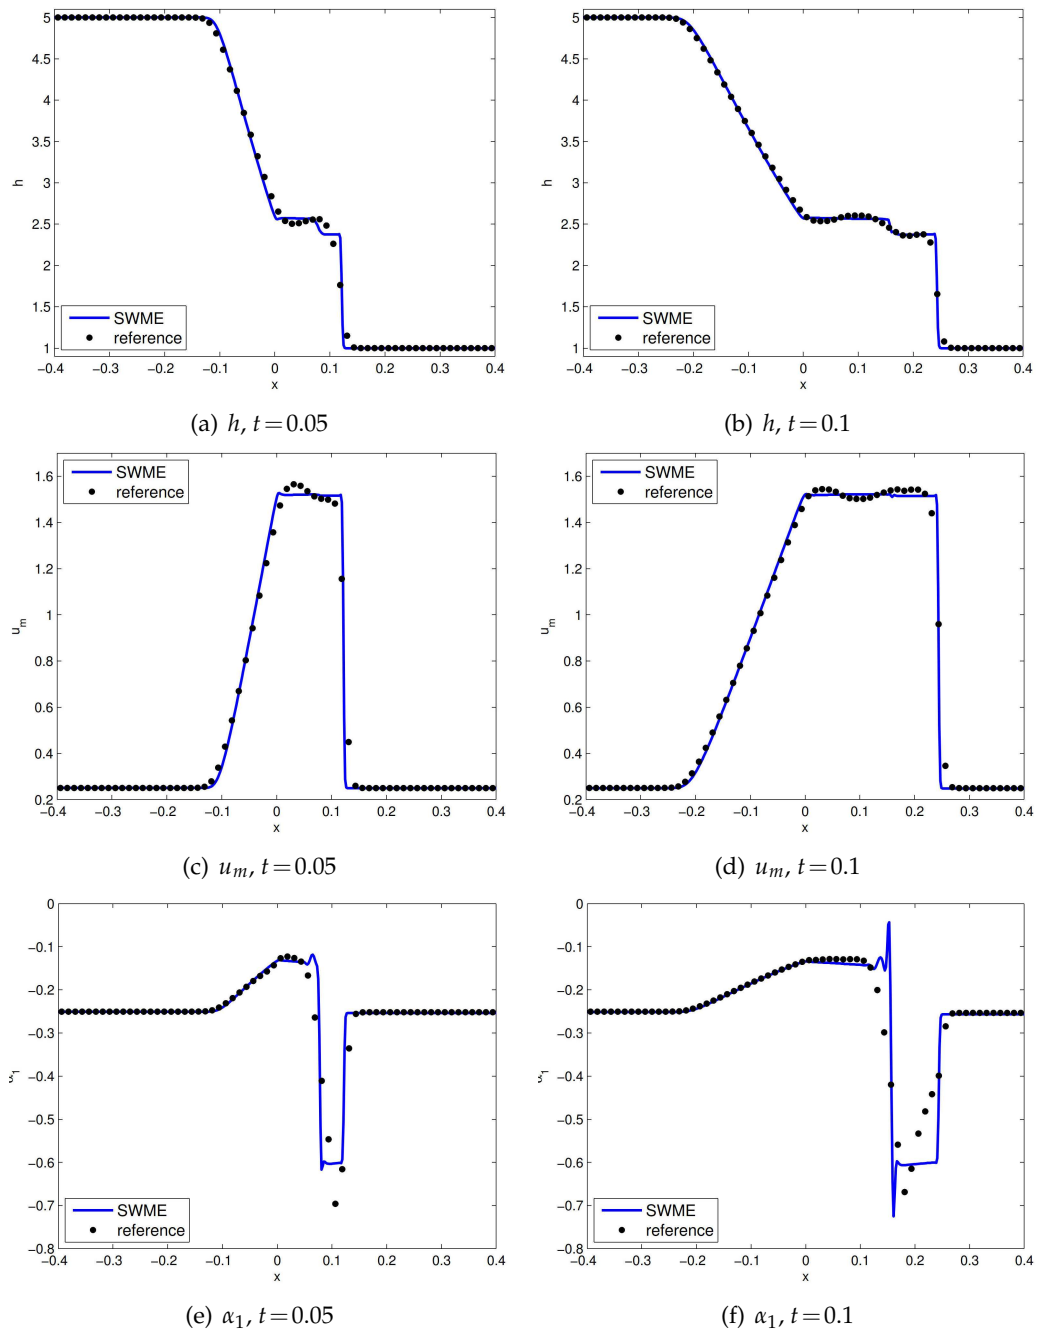 5
4.5
4
3.5
3
2.5
2
1.5
1
h
−0.4 −0.3 −0.2 −0.1 0 0.1 0.2 0.3 0.4
x
SWME
reference
(a) h, t=0.05
5
4.5
4
3.5
3
2.5
2
1.5
1
h
−0.4 −0.3 −0.2 −0.1 0 0.1 0.2 0.3 0.4
x
SWME
reference
(b) h, t=0.1
1.6
1.4
1.2
1
0.8
0.6
0.4
0.2
u_m
−0.4 −0.3 −0.2 −0.1 0 0.1 0.2 0.3 0.4
x
SWME
reference
(c) u_m, t=0.05
1.6
1.4
1.2
1
0.8
0.6
0.4
0.2
u_m
−0.4 −0.3 −0.2 −0.1 0 0.1 0.2 0.3 0.4
x
SWME
reference
(d) u_m, t=0.1
0
−0.1
−0.2
−0.3
−0.4
−0.5
−0.6
−0.7
−0.8
α_1
−0.4 −0.3 −0.2 −0.1 0 0.1 0.2 0.3 0.4
x
SWME
reference
(e) α_1, t=0.05
0
−0.1
−0.2
−0.3
−0.4
−0.5
−0.6
−0.7
−0.8
α_1
−0.4 −0.3 −0.2 −0.1 0 0.1 0.2 0.3 0.4
x
SWME
reference
(f) α_1, t=0.1